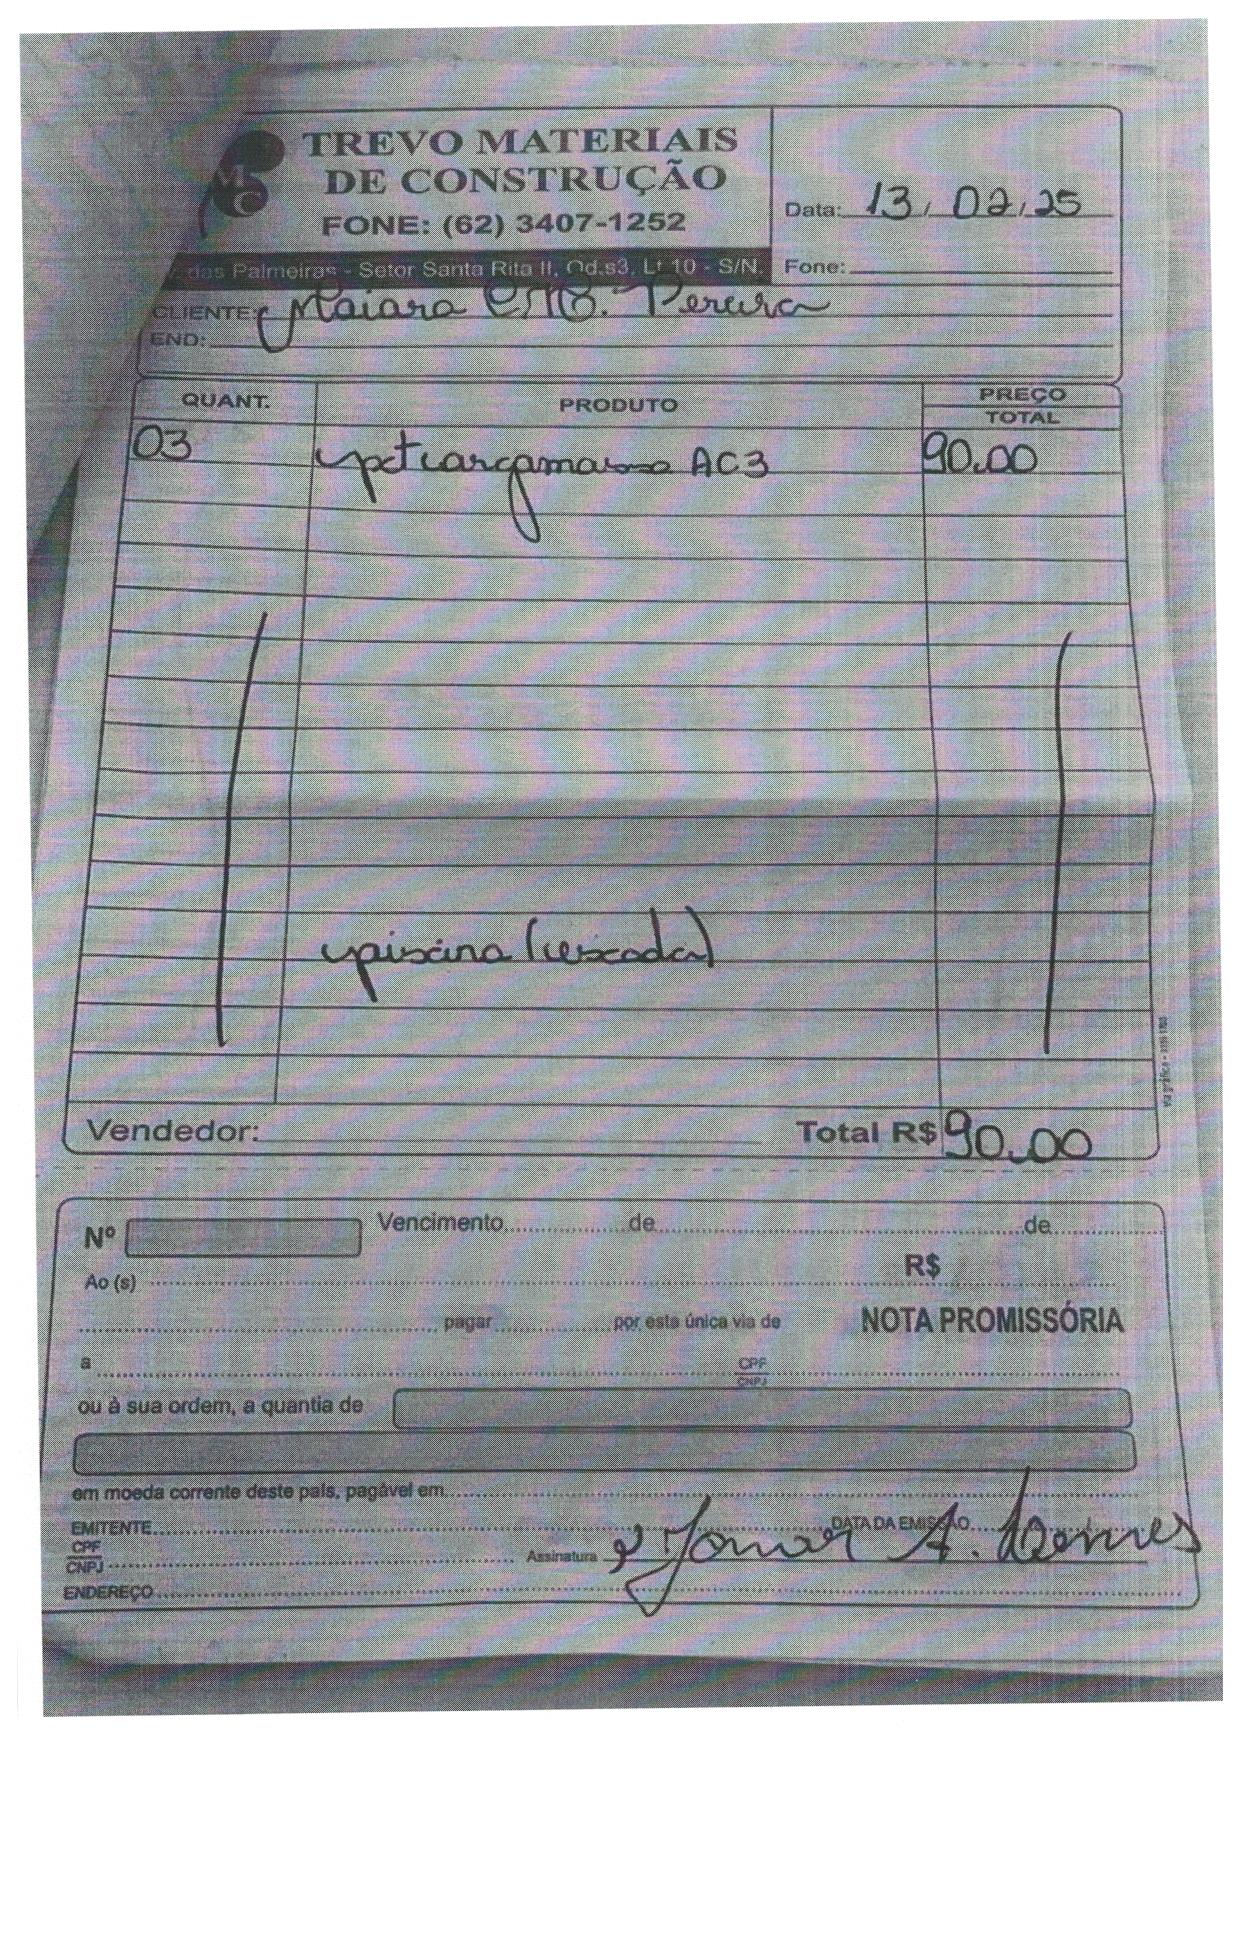 MC
TREVO MATERIAIS
DE CONSTRUÇÃO
FONE: (62) 3407-1252
das Palmeiras - Setor Santa Rita II, Qd.s3, Lt 10 - S/N.
Data: 13/02/25
Fone:
CLIENTE: Maiara Pereira
END:
QUANT. PRODUTO PREÇO
TOTAL
03 pct argamassa AC3 90,00
piscina (escada)
Vendedor: Total R$ 90,00
via gráfica -
Nº Vencimento de de
R$
Ao (s)
pagar por esta única via de NOTA PROMISSÓRIA
a CPF
CNPJ
ou à sua ordem, a quantia de
em moeda corrente deste país, pagável em
EMITENTE DATA DA EMISSÃO
CPF
CNPJ Assinatura A.
ENDEREÇO